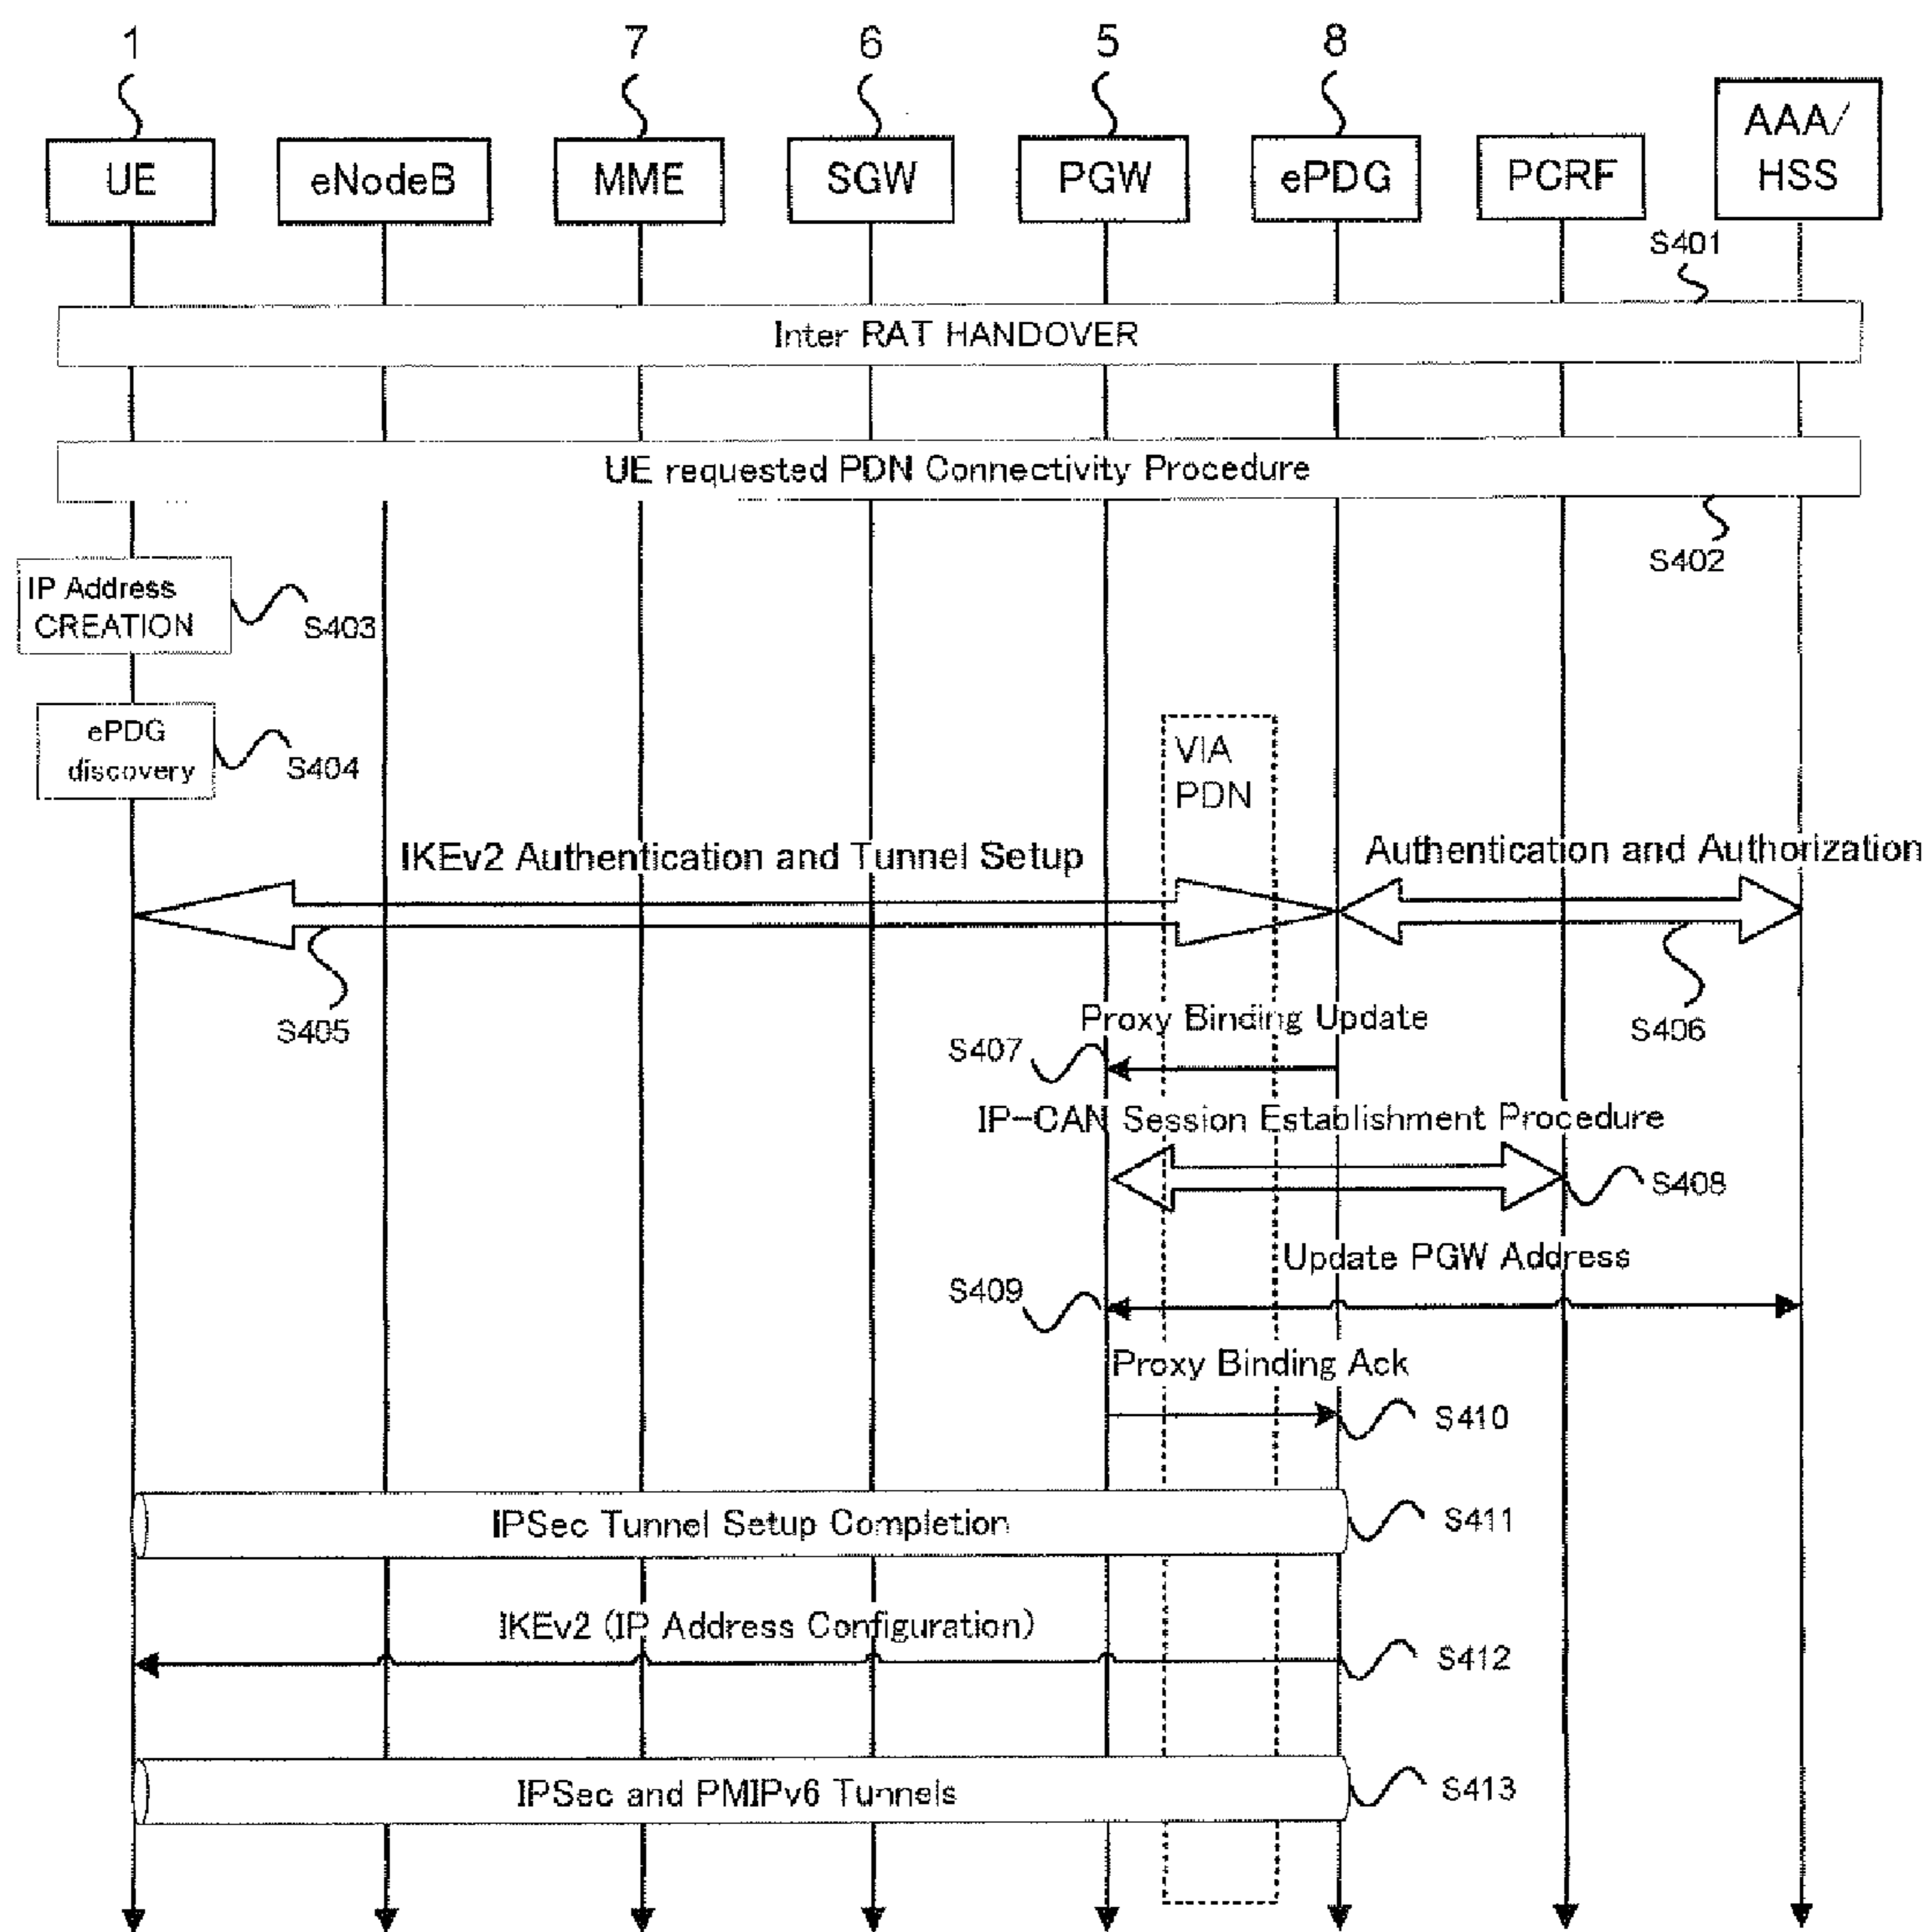 1
7
6
5
8
UE
eNodeB
MME
SGW
PGW
ePDG
PCRF
AAA/
HSS
S401
Inter RAT HANDOVER
UE requested PDN Connectivity Procedure
S402
IP Address
CREATION
S403
ePDG
discovery
S404
VIA
PDN
IKEv2 Authentication and Tunnel Setup
Authentication and Authorization
S405
S406
Proxy Binding Update
S407
IP-CAN Session Establishment Procedure
S408
Update PGW Address
S409
Proxy Binding Ack
S410
IPSec Tunnel Setup Completion
S411
IKEv2 (IP Address Configuration)
S412
IPSec and PMIPv6 Tunnels
S413